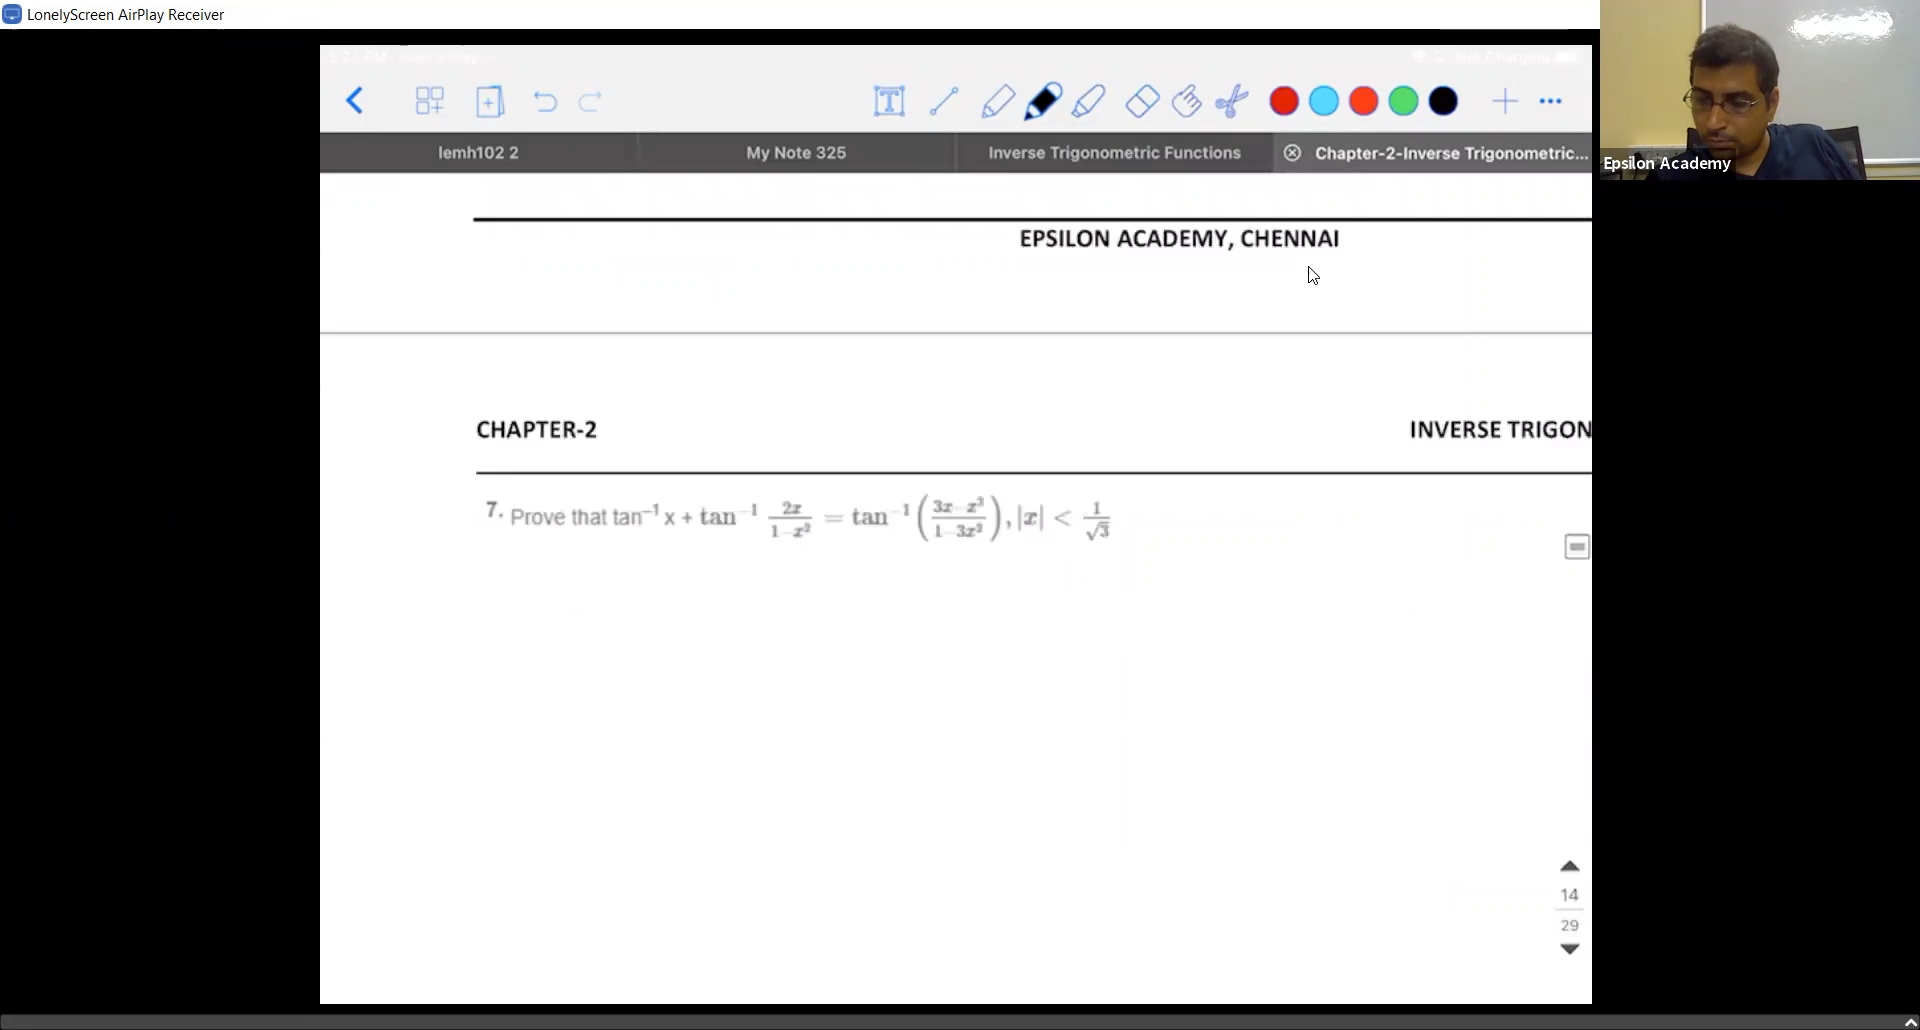 LonelyScreen AirPlay Receiver
lemh102 2
My Note 325
Inverse Trigonometric Functions
Chapter-2-Inverse Trigonometric...
Epsilon Academy
EPSILON ACADEMY, CHENNAI
CHAPTER-2
INVERSE TRIGON
7. Prove that tan⁻¹ x + tan⁻¹ 2x/(1−x²) = tan⁻¹ ((3x−x³)/(1−3x²)), |x| < 1/√3
14
29